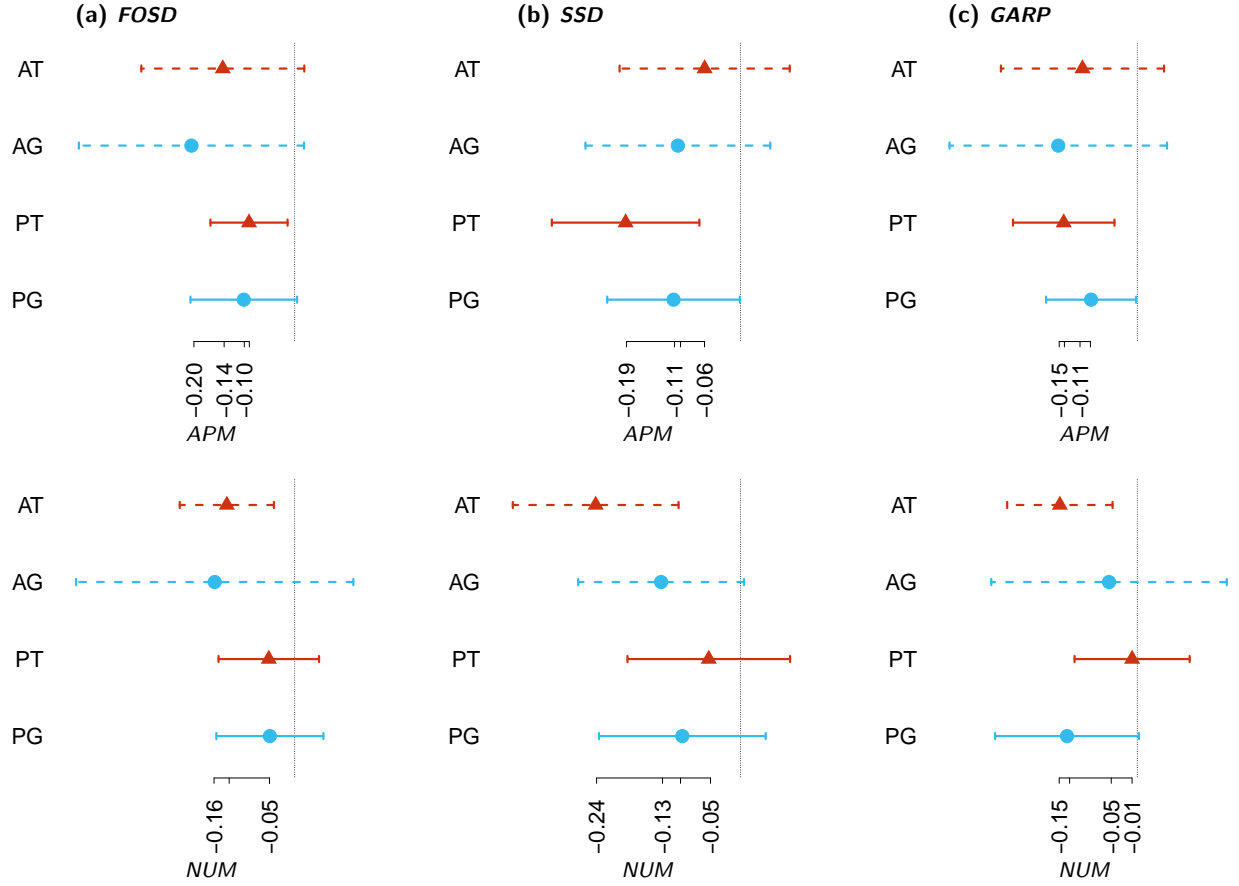 (a) FOSD
(b) SSD
(c) GARP
AT
AG
PT
PG
−0.20
−0.14
−0.10
APM
AT
AG
PT
PG
−0.19
−0.11
−0.06
APM
AT
AG
PT
PG
−0.15
−0.11
APM
AT
AG
PT
PG
−0.16
−0.05
NUM
AT
AG
PT
PG
−0.24
−0.13
−0.05
NUM
AT
AG
PT
PG
−0.15
−0.05
−0.01
NUM